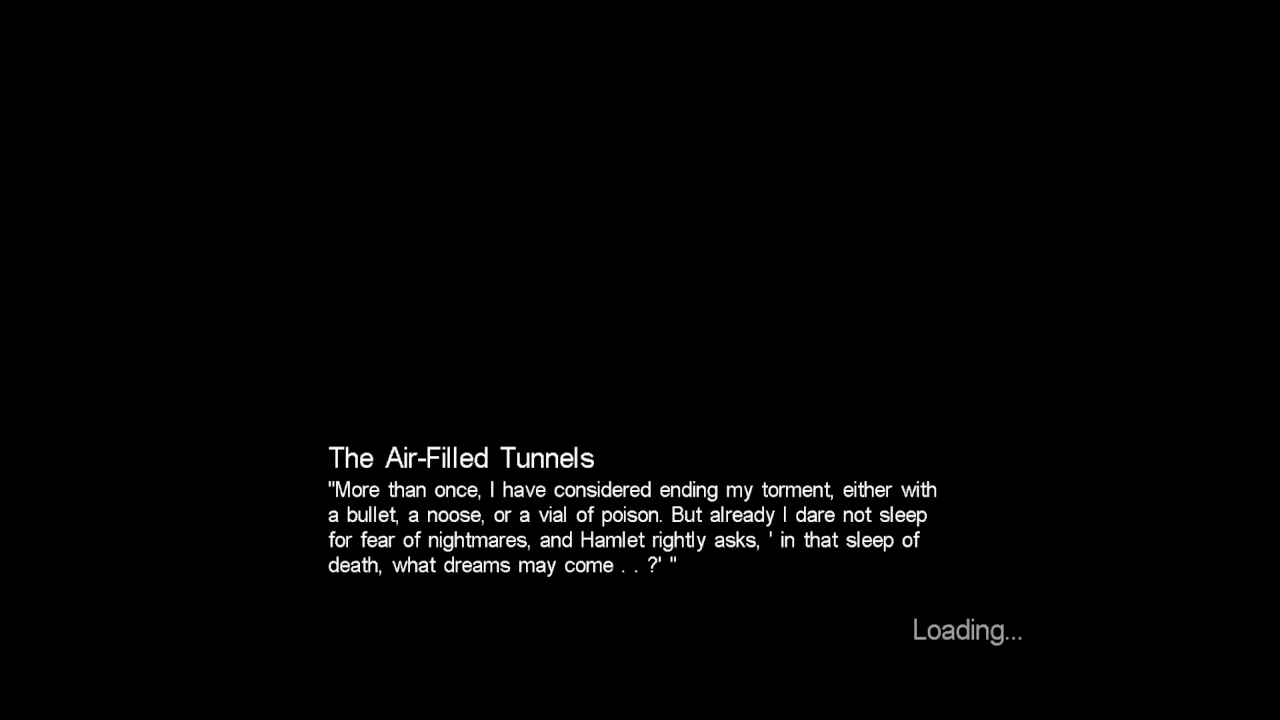 The Air-Filled Tunnels
"More than once, I have considered ending my torment, either with
a bullet, a noose, or a vial of poison. But already I dare not sleep
for fear of nightmares, and Hamlet rightly asks, ' in that sleep of
death, what dreams may come . . ?' "
Loading...